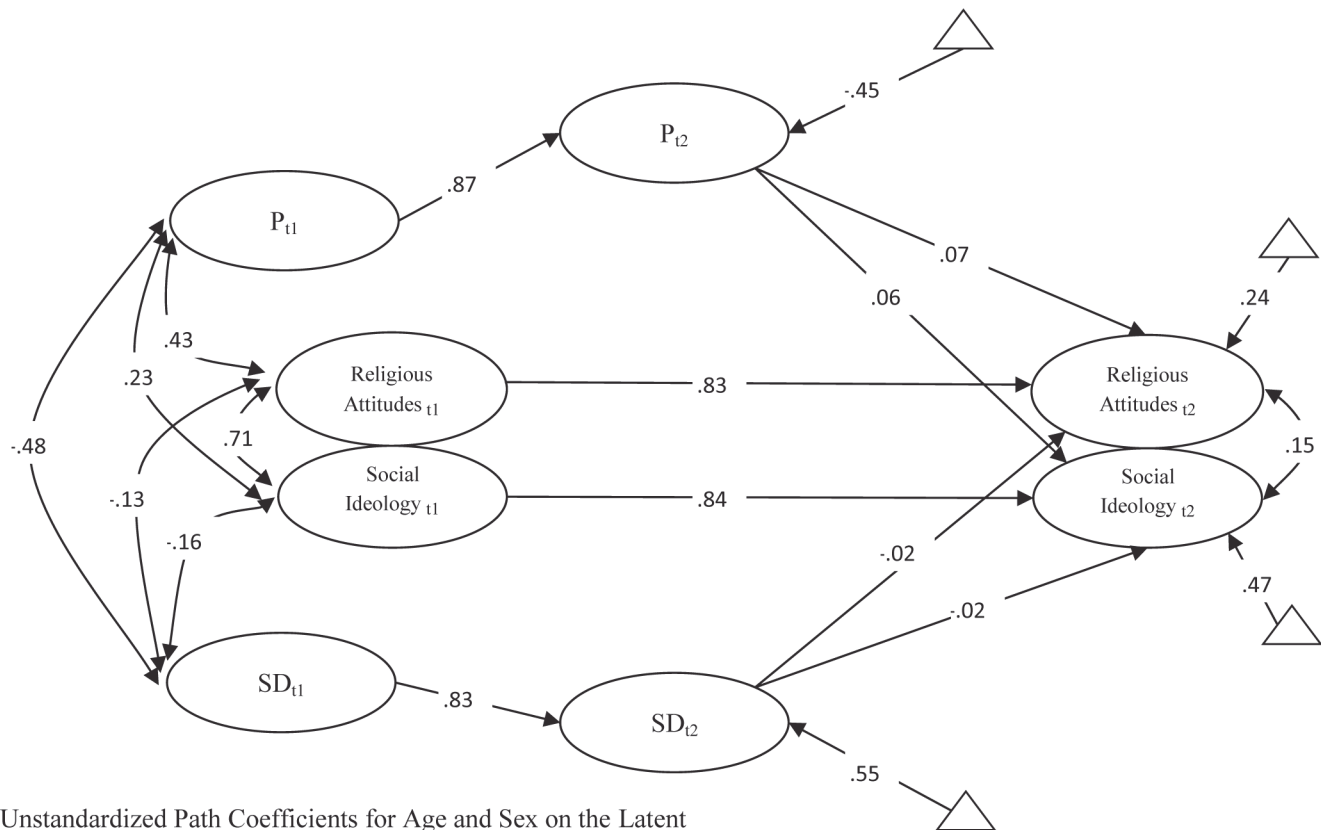 -.45
P t2
.87
P t1
.07
.06
.24
.43
.23
Religious
Attitudes t1
.83
Religious
Attitudes t2
-.48
.71
.15
Social
Ideology t1
.84
Social
Ideology t2
-.13
-.16
-.02
-.02
.47
SD t1
.83
SD t2
.55
Unstandardized Path Coefficients for Age and Sex on the Latent